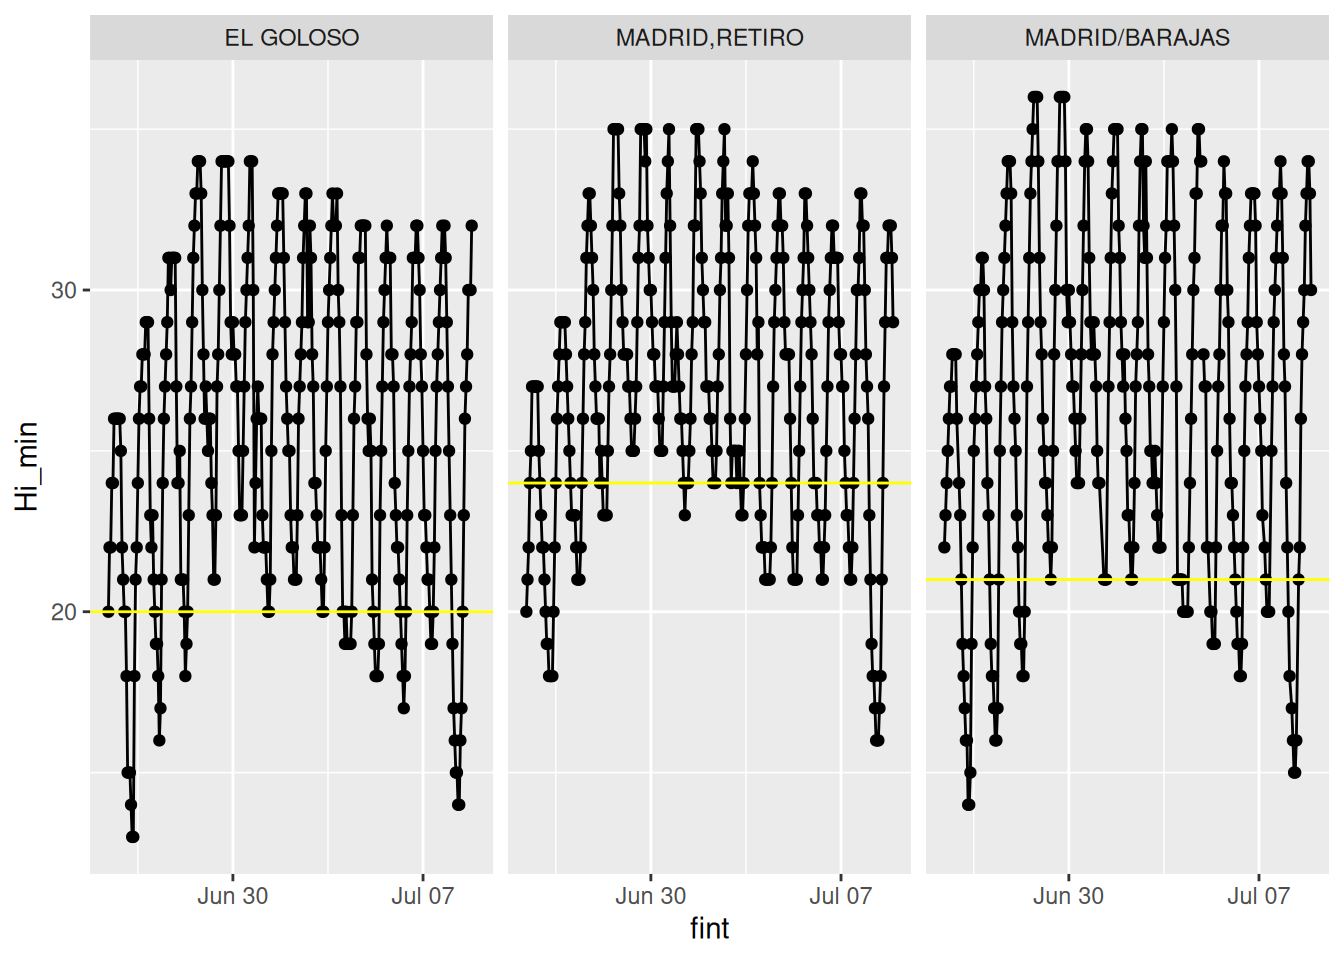 EL GOLOSO
MADRID,RETIRO
MADRID/BARAJAS
Hi_min
30
20
Jun 30
Jul 07
Jun 30
Jul 07
Jun 30
Jul 07
fint